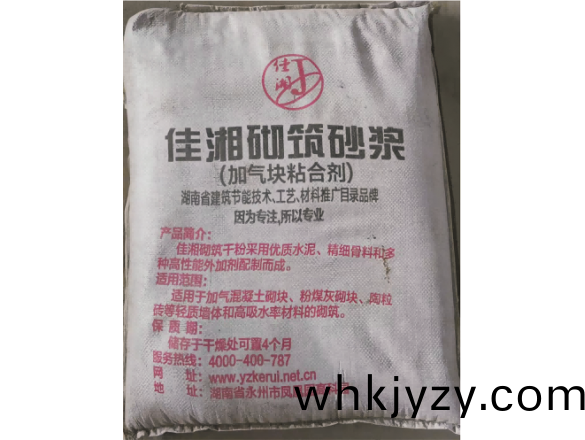 佳湘
佳湘砌筑砂浆
(加气块粘合剂)
湖南省建筑节能技术、工艺、材料推广目录品牌
因为专注,所以专业
产品简介:
佳湘砌筑干粉采用优质水泥、精细骨料和多
种高性能外加剂配制而成。
适用范围:
适用于加气混凝土砌块、粉煤灰砌块、陶粒
砖等轻质墙体和高吸水率材料的砌筑。
保质期:
储存于干燥处可置4个月
服务热线:4000-400-787
网 址:www.yzkerui.net.cn
地 址:湖南省永州市凤凰园
whkjyzy.com